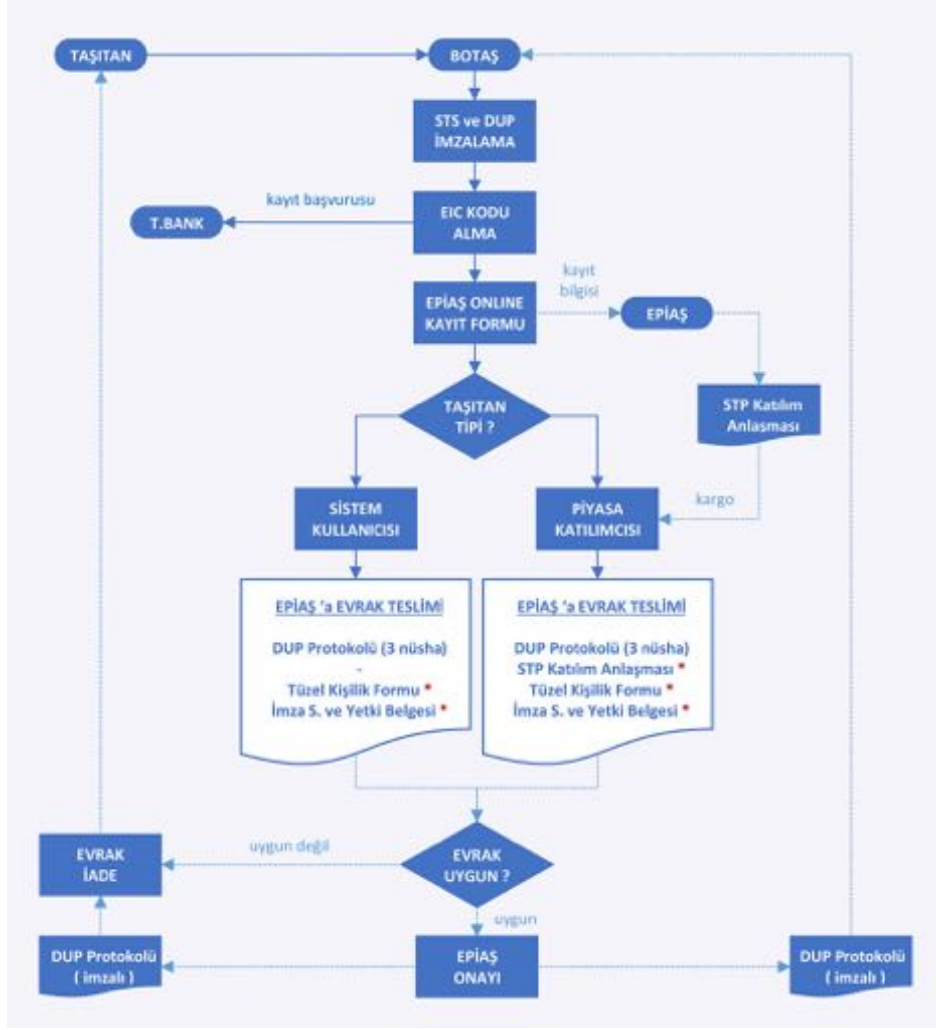 TAŞITAN
BOTAŞ
STS ve DUP
İMZALAMA
kayıt başvurusu
T.BANK
EIC KODU
ALMA
EPİAŞ ONLINE
KAYIT FORMU
kayıt
bilgisi
EPİAŞ
TAŞITAN
TİPİ ?
STP Katılım
Anlaşması
kargo
SİSTEM
KULLANICISI
PİYASA
KATILIMCISI
EPİAŞ 'a EVRAK TESLİMİ
DUP Protokolü (3 nüsha)
-
Tüzel Kişilik Formu *
İmza S. ve Yetki Belgesi *
EPİAŞ 'a EVRAK TESLİMİ
DUP Protokolü (3 nüsha)
STP Katılım Anlaşması *
Tüzel Kişilik Formu *
İmza S. ve Yetki Belgesi *
EVRAK
İADE
uygun değil
EVRAK
UYGUN ?
uygun
DUP Protokolü
( imzalı )
EPİAŞ
ONAYI
DUP Protokolü
( imzalı )